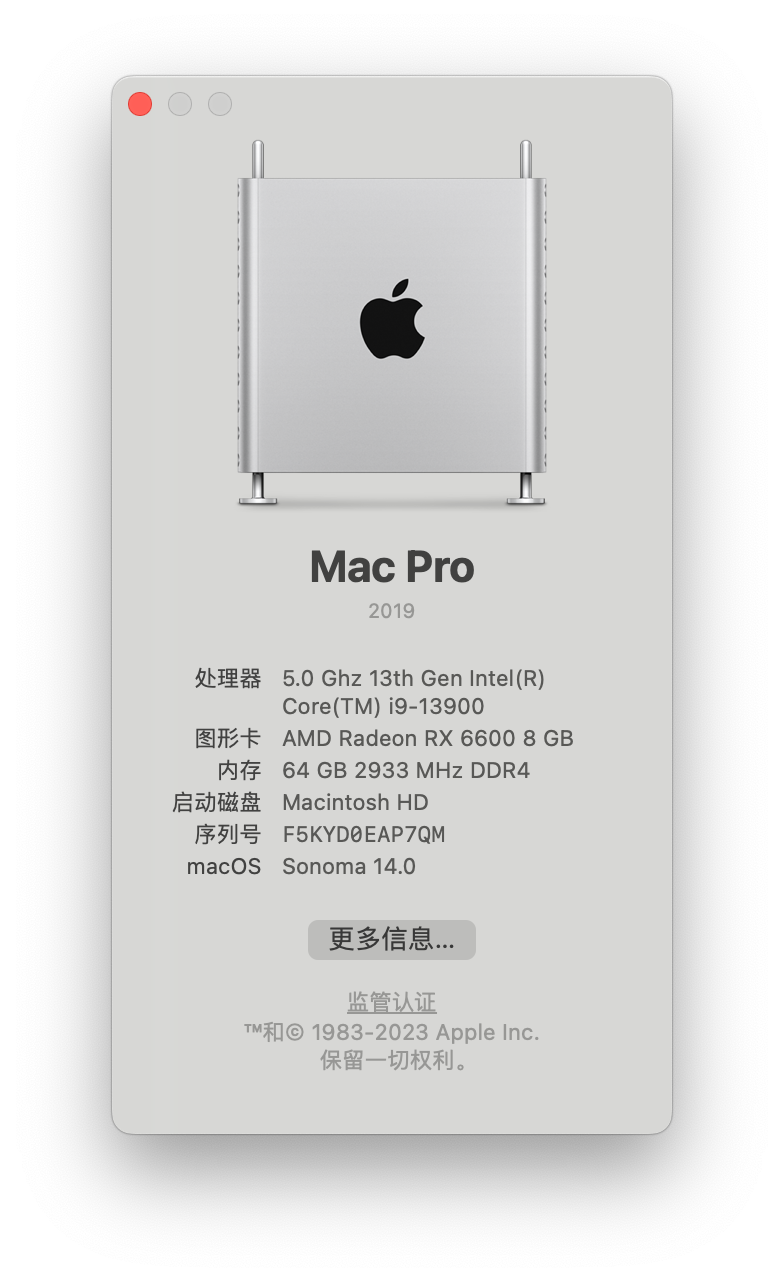 Mac Pro
2019
处理器 5.0 Ghz 13th Gen Intel(R)
Core(TM) i9-13900
图形卡 AMD Radeon RX 6600 8 GB
内存 64 GB 2933 MHz DDR4
启动磁盘 Macintosh HD
序列号 F5KYD0EAP7QM
macOS Sonoma 14.0
更多信息...
监管认证
™和© 1983-2023 Apple Inc.
保留一切权利。